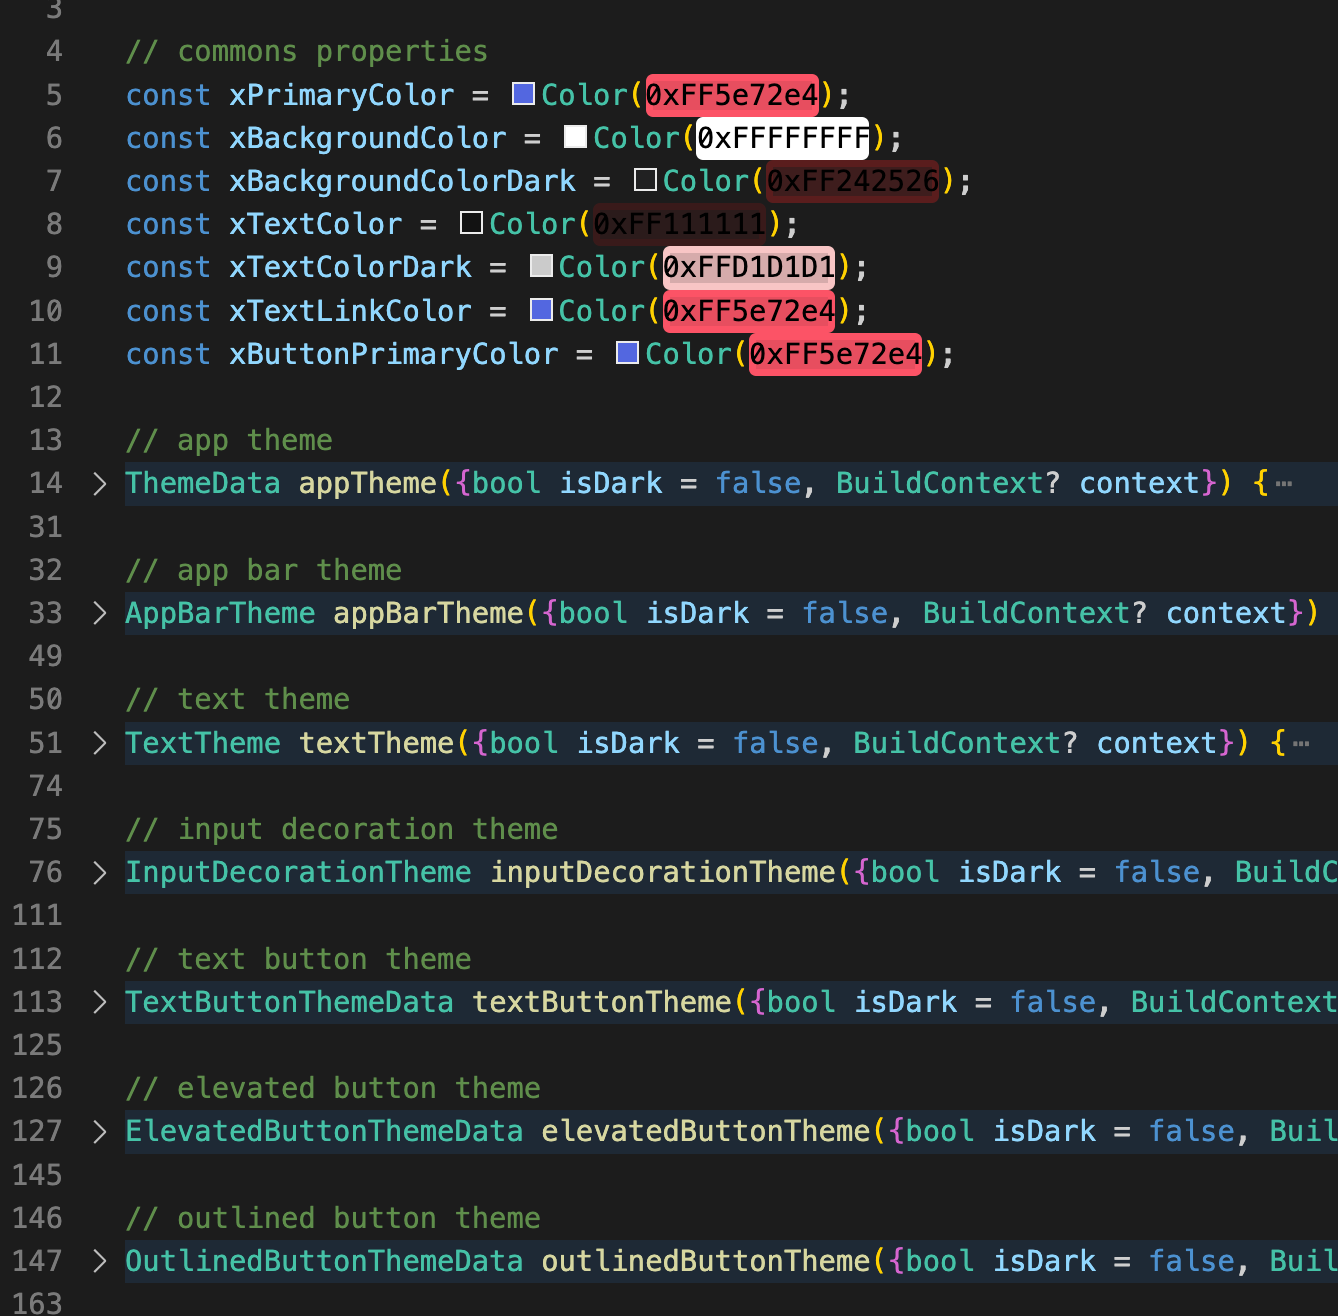 3
4 // commons properties
5 const xPrimaryColor = Color(0xFF5e72e4);
6 const xBackgroundColor = Color(0xFFFFFFFF);
7 const xBackgroundColorDark = Color(0xFF242526);
8 const xTextColor = Color(0xFF111111);
9 const xTextColorDark = Color(0xFFD1D1D1);
10 const xTextLinkColor = Color(0xFF5e72e4);
11 const xButtonPrimaryColor = Color(0xFF5e72e4);
12
13 // app theme
14 > ThemeData appTheme({bool isDark = false, BuildContext? context}) { ⋯
31
32 // app bar theme
33 > AppBarTheme appBarTheme({bool isDark = false, BuildContext? context})
49
50 // text theme
51 > TextTheme textTheme({bool isDark = false, BuildContext? context}) { ⋯
74
75 // input decoration theme
76 > InputDecorationTheme inputDecorationTheme({bool isDark = false, BuildC
111
112 // text button theme
113 > TextButtonThemeData textButtonTheme({bool isDark = false, BuildContext
125
126 // elevated button theme
127 > ElevatedButtonThemeData elevatedButtonTheme({bool isDark = false, Buil
145
146 // outlined button theme
147 > OutlinedButtonThemeData outlinedButtonTheme({bool isDark = false, Buil
163